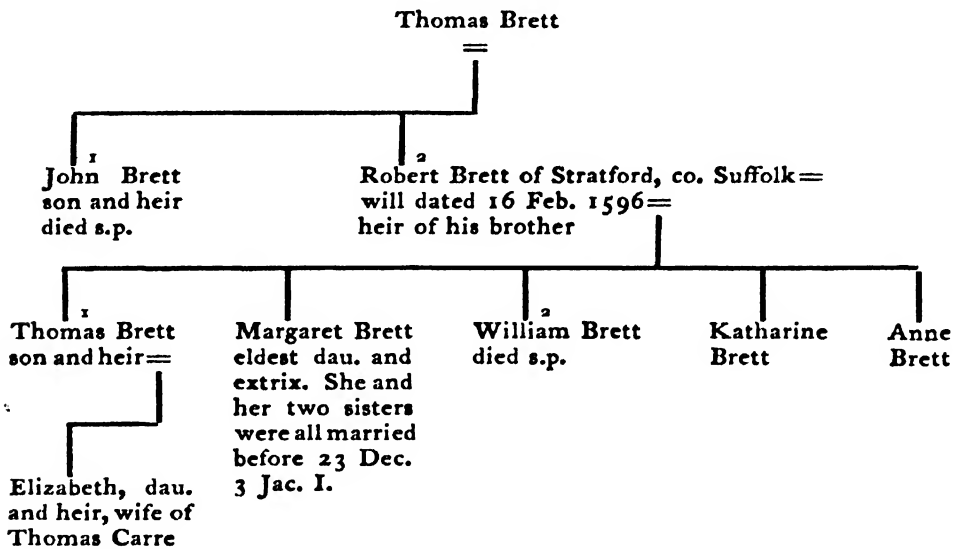 Thomas Brett
=
1
John Brett
son and heir
died s.p.
2
Robert Brett of Stratford, co. Suffolk=
will dated 16 Feb. 1596=
heir of his brother
1
Thomas Brett
son and heir=
Margaret Brett
eldest dau. and
extrix. She and
her two sisters
were all married
before 23 Dec.
3 Jac. I.
2
William Brett
died s.p.
Katharine
Brett
Anne
Brett
Elizabeth, dau.
and heir, wife of
Thomas Carre